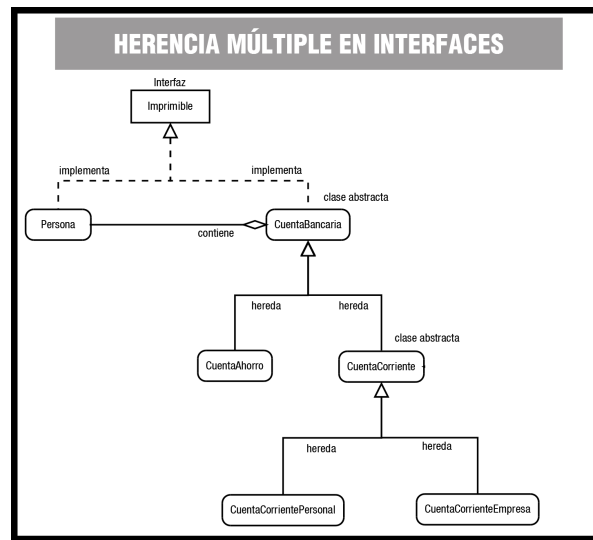 HERENCIA MÚLTIPLE EN INTERFACES
Interfaz
Imprimible
implementa
implementa
clase abstracta
Persona
contiene
CuentaBancaria
hereda
hereda
clase abstracta
CuentaAhorro
CuentaCorriente
hereda
hereda
CuentaCorrientePersonal
CuentaCorrienteEmpresa